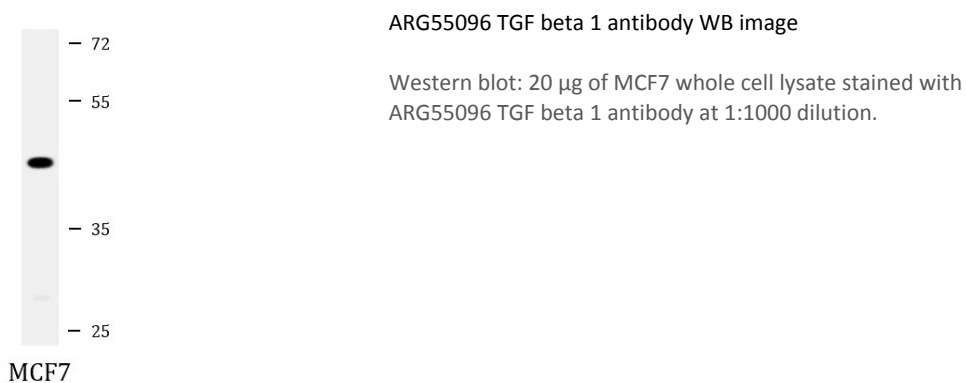 ARG55096 TGF beta 1 antibody WB image
Western blot: 20 µg of MCF7 whole cell lysate stained with
ARG55096 TGF beta 1 antibody at 1:1000 dilution.
– 72
– 55
– 35
– 25
MCF7